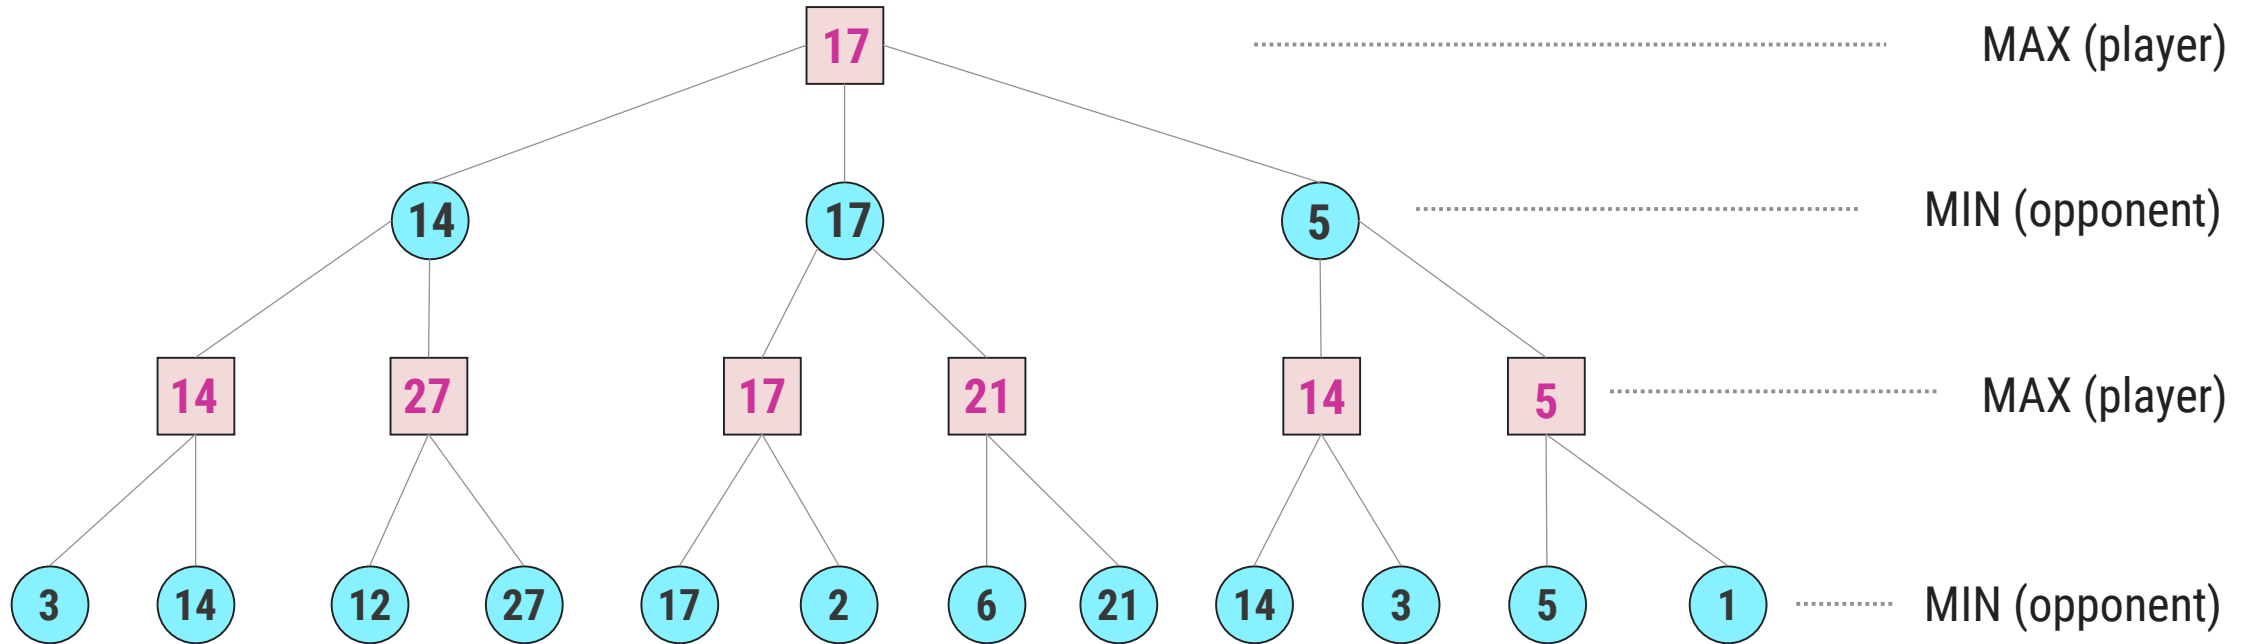 17 MAX (player)
14 17 5 MIN (opponent)
14 27 17 21 14 5 MAX (player)
3 14 12 27 17 2 6 21 14 3 5 1 MIN (opponent)